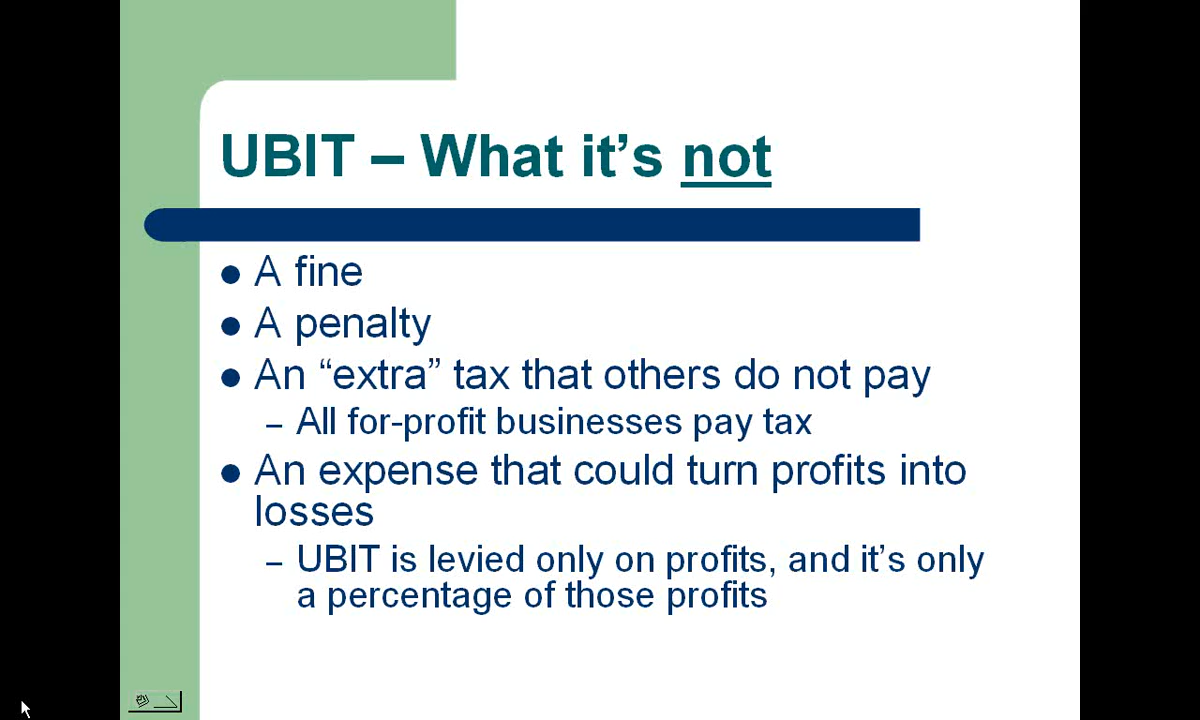 UBIT – What it’s not
● A fine
● A penalty
● An “extra” tax that others do not pay
– All for-profit businesses pay tax
● An expense that could turn profits into
losses
– UBIT is levied only on profits, and it’s only
a percentage of those profits